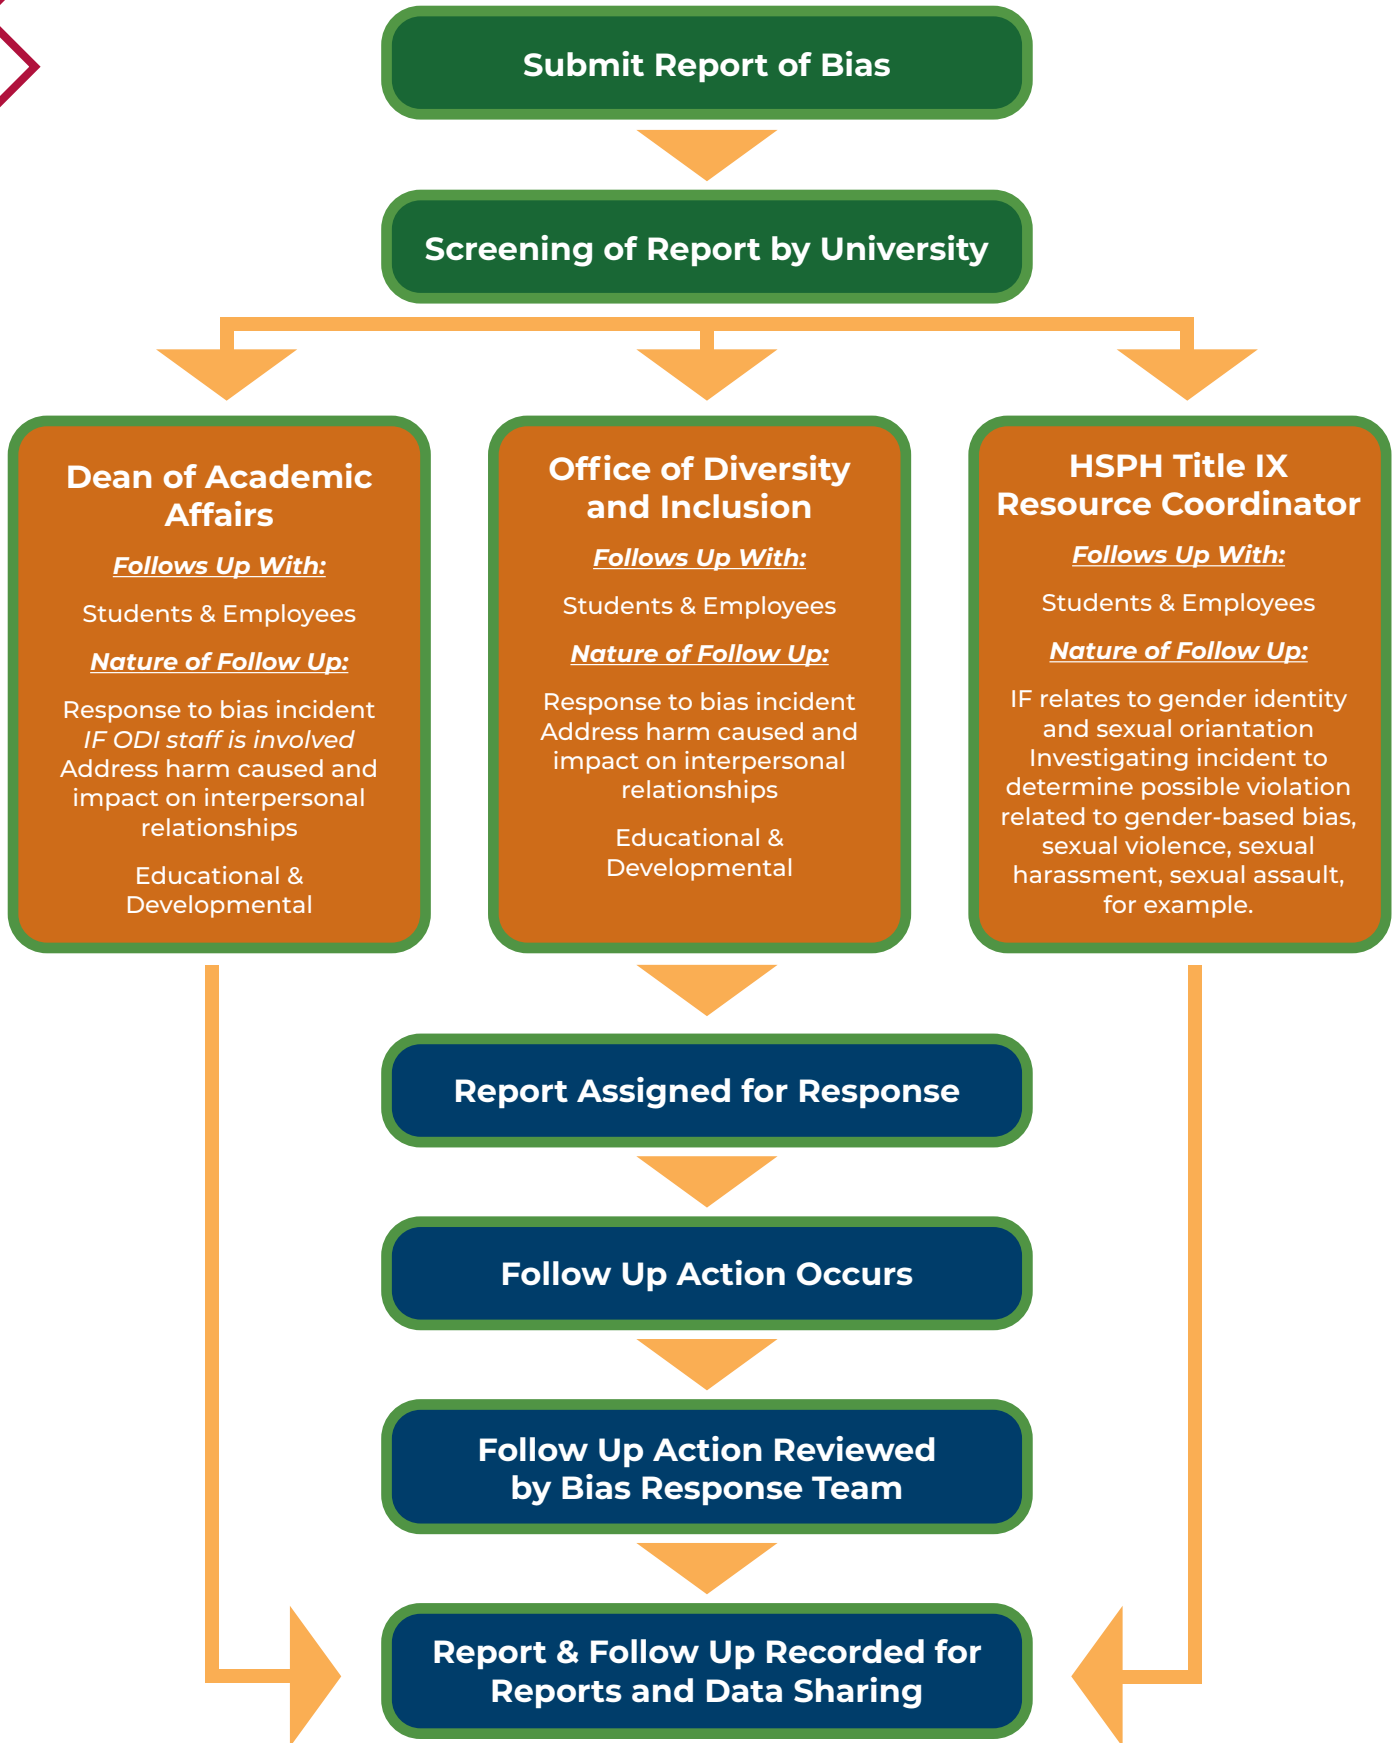 Submit Report of Bias
Screening of Report by University
Dean of Academic
Affairs
Follows Up With:
Students & Employees
Nature of Follow Up:
Response to bias incident
IF ODI staff is involved
Address harm caused and
impact on interpersonal
relationships
Educational &
Developmental
Office of Diversity
and Inclusion
Follows Up With:
Students & Employees
Nature of Follow Up:
Response to bias incident
Address harm caused and
impact on interpersonal
relationships
Educational &
Developmental
HSPH Title IX
Resource Coordinator
Follows Up With:
Students & Employees
Nature of Follow Up:
IF relates to gender identity
and sexual oriantation
Investigating incident to
determine possible violation
related to gender-based bias,
sexual violence, sexual
harassment, sexual assault,
for example.
Report Assigned for Response
Follow Up Action Occurs
Follow Up Action Reviewed
by Bias Response Team
Report & Follow Up Recorded for
Reports and Data Sharing